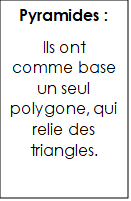 Pyramides :
Ils ont
comme base
un seul
polygone, qui
relie des
triangles.